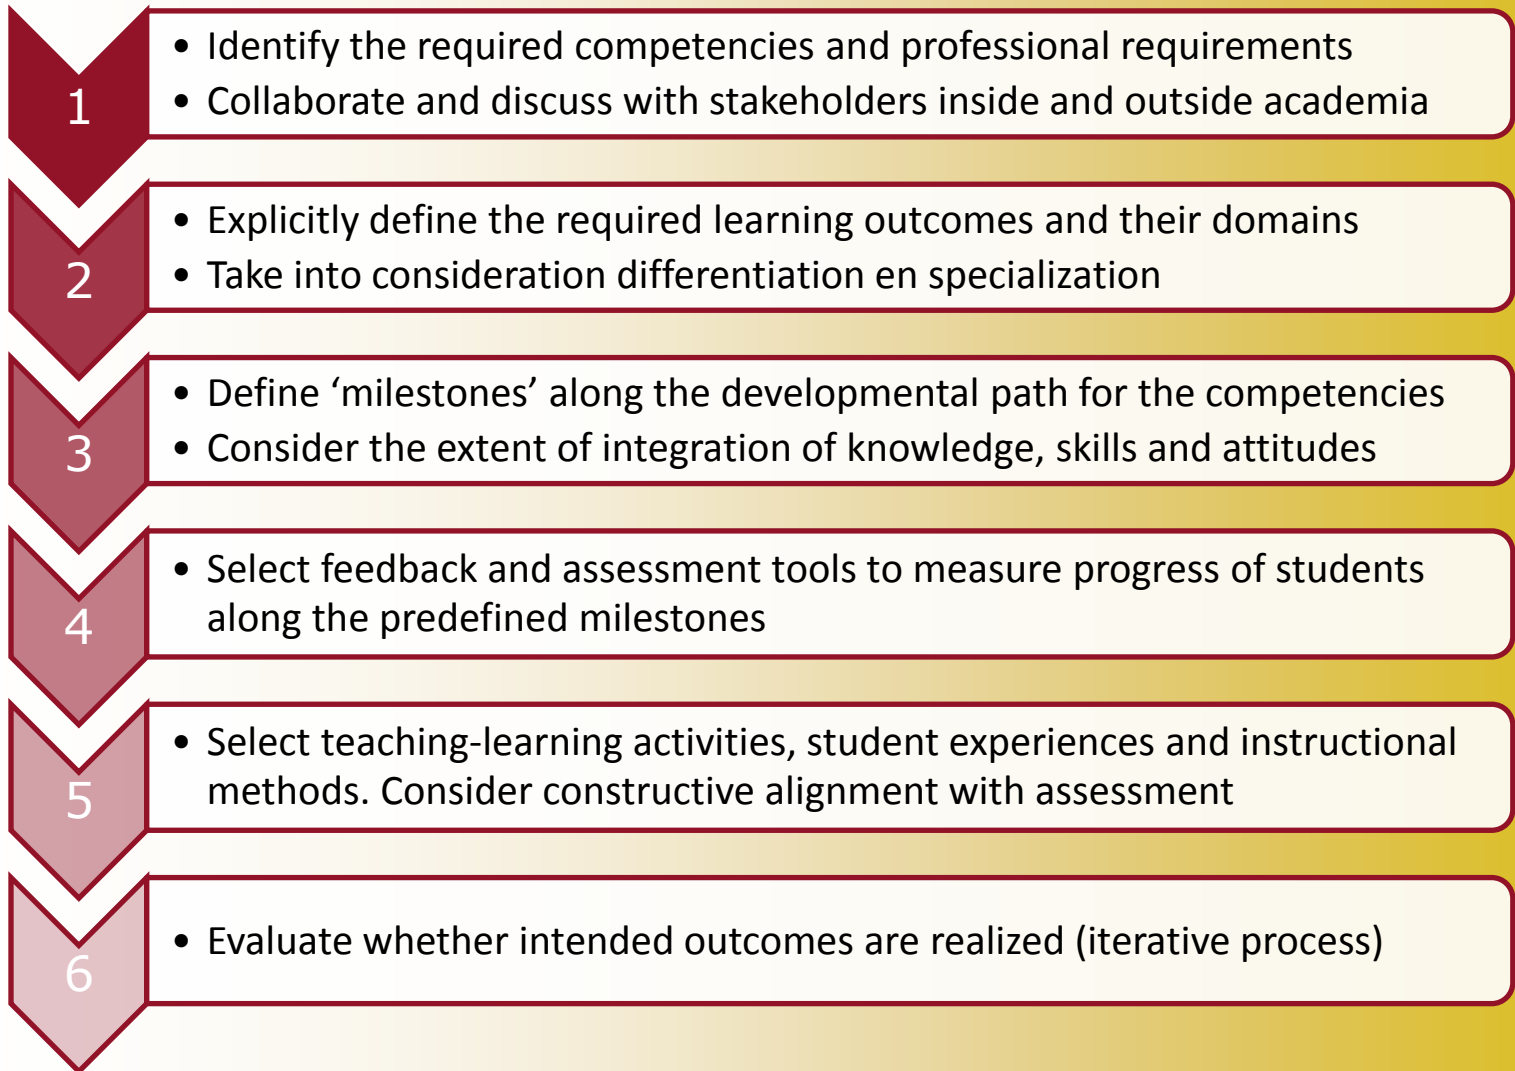 1
• Identify the required competencies and professional requirements
• Collaborate and discuss with stakeholders inside and outside academia
2
• Explicitly define the required learning outcomes and their domains
• Take into consideration differentiation en specialization
3
• Define ‘milestones’ along the developmental path for the competencies
• Consider the extent of integration of knowledge, skills and attitudes
4
• Select feedback and assessment tools to measure progress of students
along the predefined milestones
5
• Select teaching-learning activities, student experiences and instructional
methods. Consider constructive alignment with assessment
6
• Evaluate whether intended outcomes are realized (iterative process)